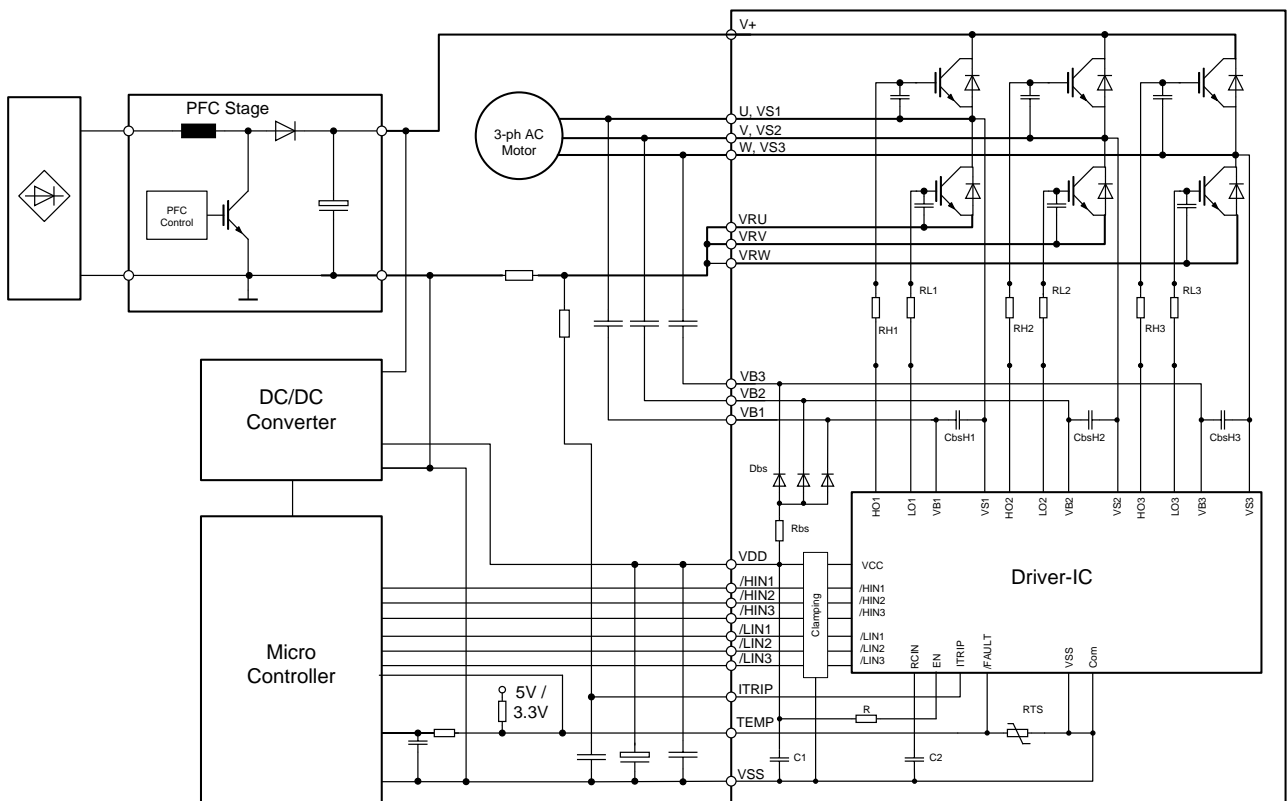 V+
PFC Stage
PFC
Control
3-ph AC
Motor
U, VS1
V, VS2
W, VS3
VRU
VRV
VRW
RL1
RL2
RL3
RH1
RH2
RH3
DC/DC
Converter
VB3
VB2
VB1
CbsH1
CbsH2
CbsH3
Dbs
Rbs
HO1
LO1
VB1
VS1
HO2
LO2
VB2
VS2
HO3
LO3
VB3
VS3
Driver-IC
VDD
/HIN1
/HIN2
/HIN3
/LIN1
/LIN2
/LIN3
Clamping
VCC
/HIN1
/HIN2
/HIN3
/LIN1
/LIN2
/LIN3
RCIN
EN
ITRIP
/FAULT
VSS
Com
Micro
Controller
5V /
3.3V
ITRIP
TEMP
VSS
R
RTS
C1
C2